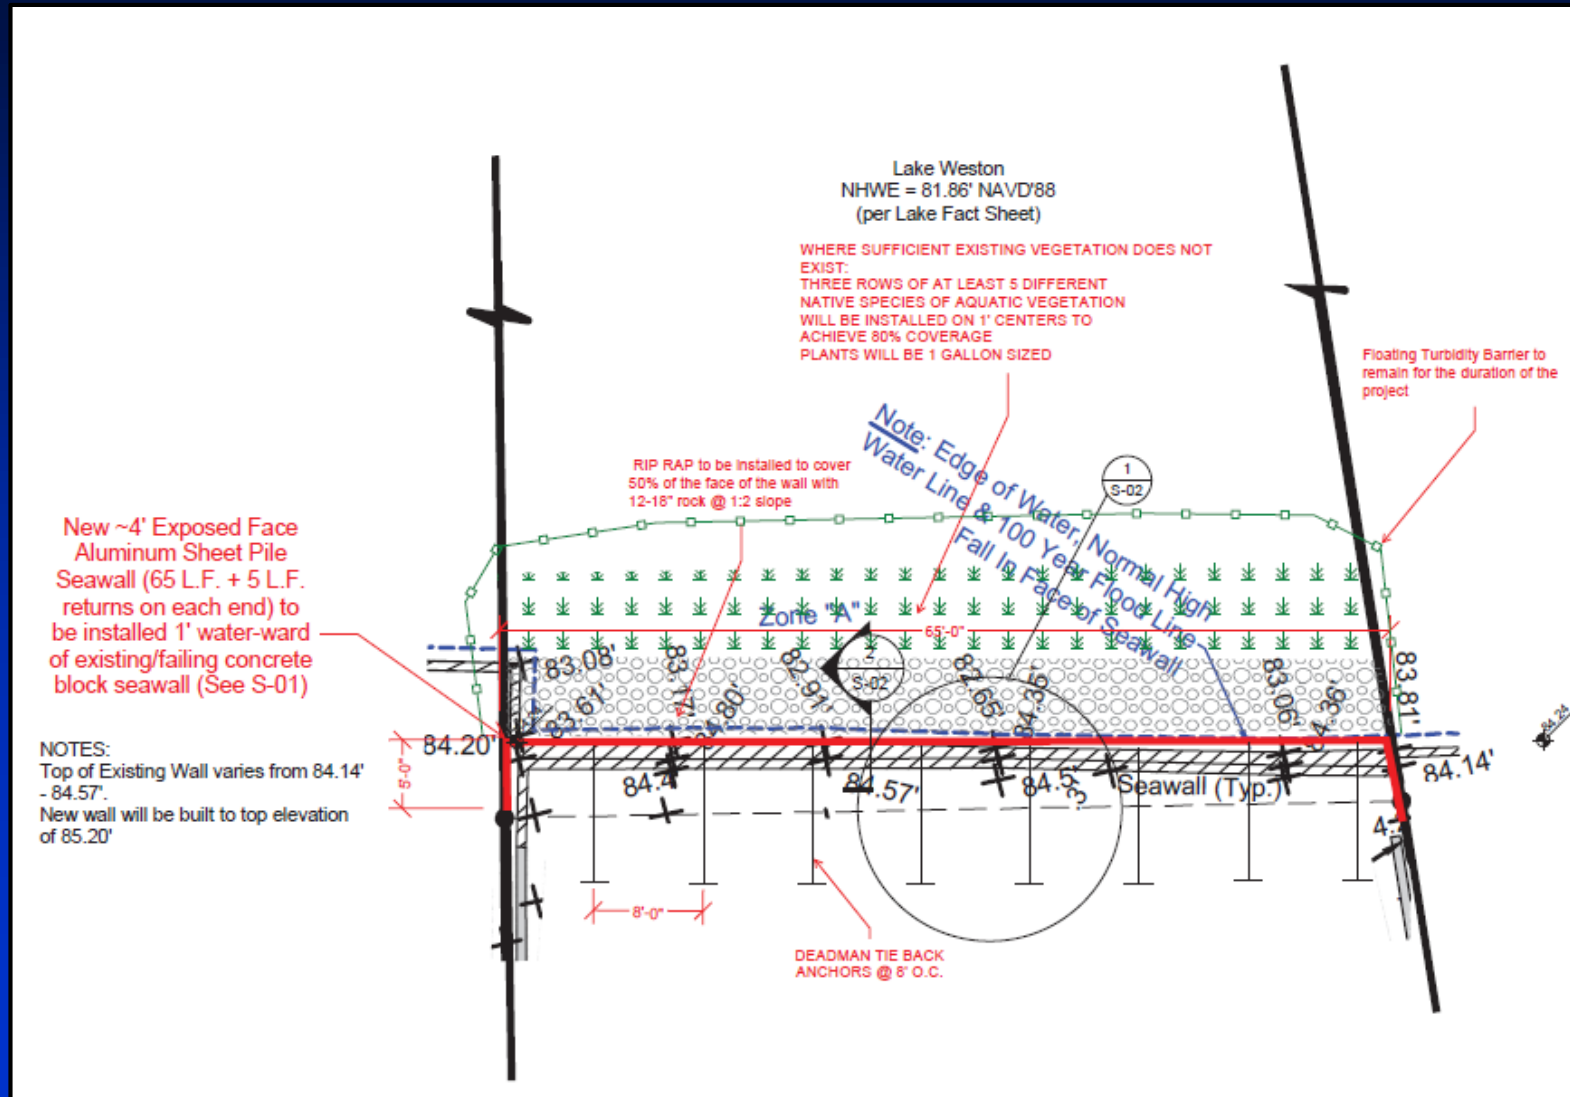 Lake Weston
NHWE = 81.86' NAVD'88
(per Lake Fact Sheet)
WHERE SUFFICIENT EXISTING VEGETATION DOES NOT
EXIST:
THREE ROWS OF AT LEAST 5 DIFFERENT
NATIVE SPECIES OF AQUATIC VEGETATION
WILL BE INSTALLED ON 1' CENTERS TO
ACHIEVE 80% COVERAGE
PLANTS WILL BE 1 GALLON SIZED
Floating Turbidity Barrier to
remain for the duration of the
project
Note: Edge of Water, Normal High
Water Line & 100 Year Flood Line
Fall In Face of Seawall
1
S-02
RIP RAP to be installed to cover
50% of the face of the wall with
12-18" rock @ 1:2 slope
New ~4' Exposed Face
Aluminum Sheet Pile
Seawall (65 L.F. + 5 L.F.
returns on each end) to
be installed 1' water-ward
of existing/failing concrete
block seawall (See S-01)
Zone "A"
65'-0"
2
S-02
83.08'
83.61'
84.80'
82.91'
82.65'
84.36'
83.06'
84.36'
83.81'
84.24
84.20'
84.57'
Seawall (Typ.)
84.14'
5'-0"
NOTES:
Top of Existing Wall varies from 84.14'
- 84.57'.
New wall will be built to top elevation
of 85.20'
8'-0"
DEADMAN TIE BACK
ANCHORS @ 8' O.C.